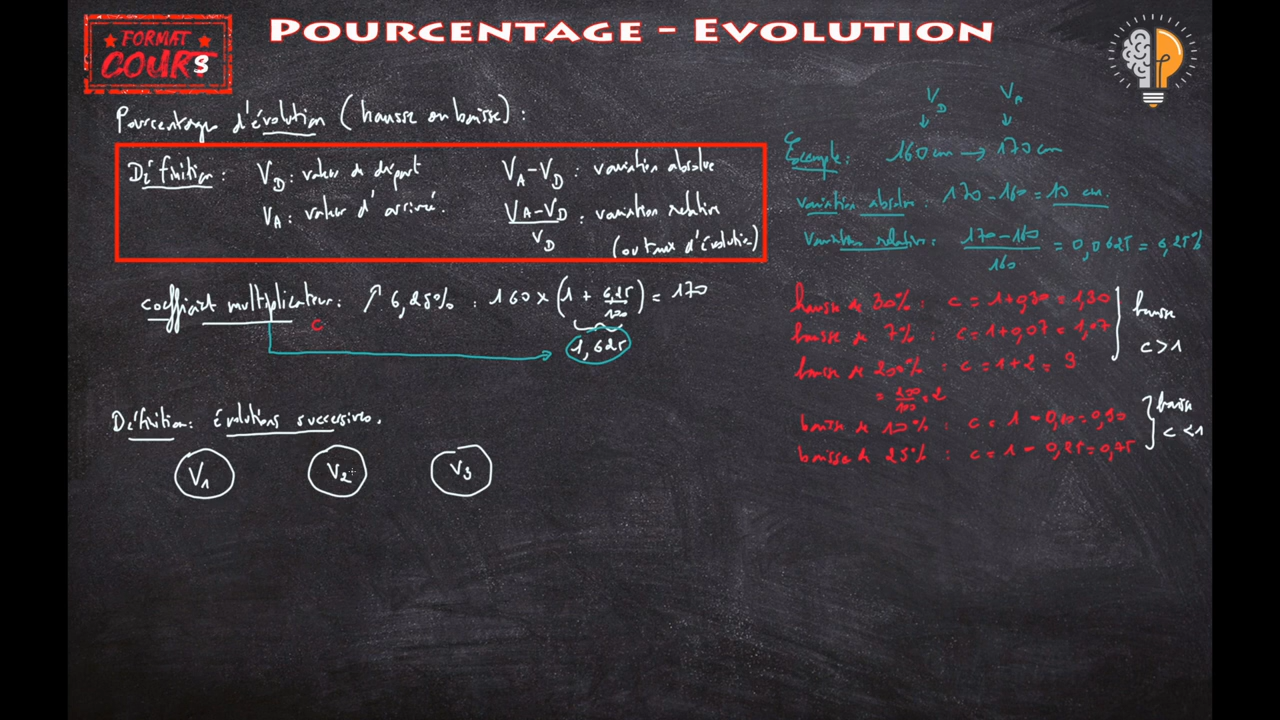 FORMAT
COURS
POURCENTAGE - EVOLUTION
Pourcentage d'évolution (hausse ou baisse) :
Définition : V_D : valeur de départ
V_A : valeur d'arrivée.
V_A - V_D : variation absolue
(V_A - V_D)/V_D : variation relative
(ou taux d'évolution)
coefficient multiplicateur : ↗ 6,25% : 160 × (1 + 6,25/100) = 170
c
1,625
Définition : évolutions successives.
V1 V2 V3
V_D V_A
↓ ↓
Exemple : 160 cm → 170 cm
variation absolue : 170 - 160 = 10 cm.
variation relative : (170 - 160)/160 = 0,0625 = 6,25%
hausse de 30% : c = 1 + 0,30 = 1,30
hausse de 7% : c = 1 + 0,07 = 1,07
hausse de 200% : c = 1 + 2 = 3
= 200/100 = 2
hausse
c > 1
baisse de 10% : c = 1 - 0,10 = 0,90
baisse de 25% : c = 1 - 0,25 = 0,75
baisse
c < 1